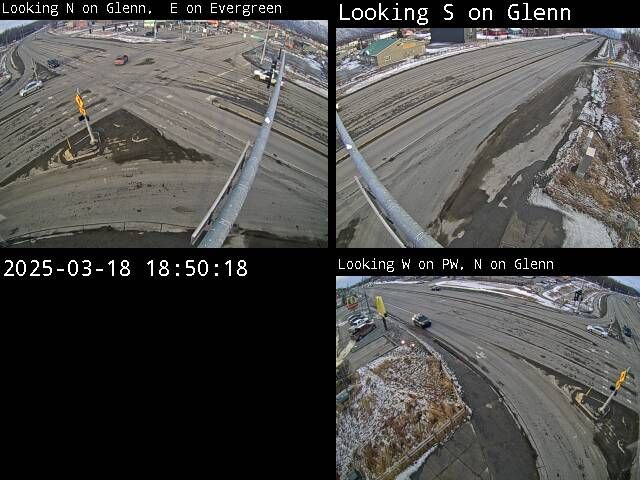 Looking N on Glenn, E on Evergreen
Looking S on Glenn
2025-03-18 18:50:18
Looking W on PW, N on Glenn